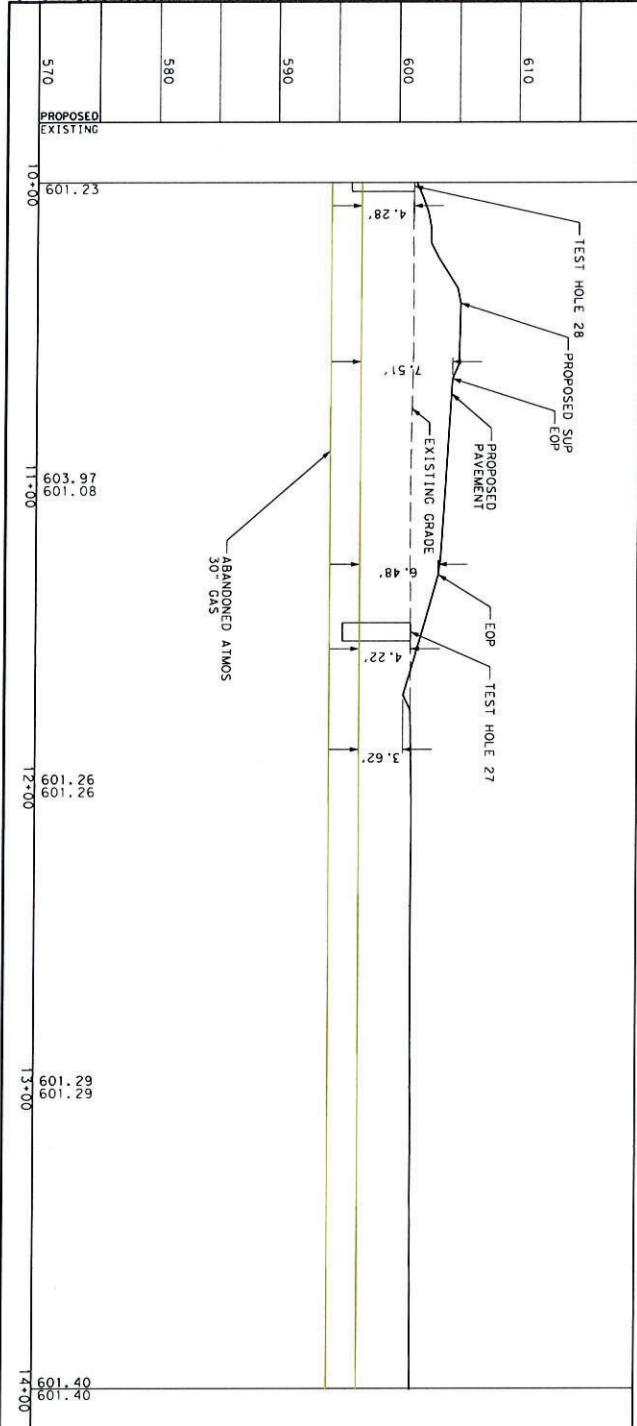 610
600
590
580
570
PROPOSED
EXISTING
TEST HOLE 28
PROPOSED SUP
EOP
PROPOSED
PAVEMENT
EXISTING GRADE
EOP
TEST HOLE 27
4.28'
7.51'
6.48'
4.22'
3.62'
ABANDONED ATMOS
30" GAS
601.23
10+00
603.97
601.08
11+00
601.26
601.26
12+00
601.29
601.29
13+00
601.40
601.40
14+00